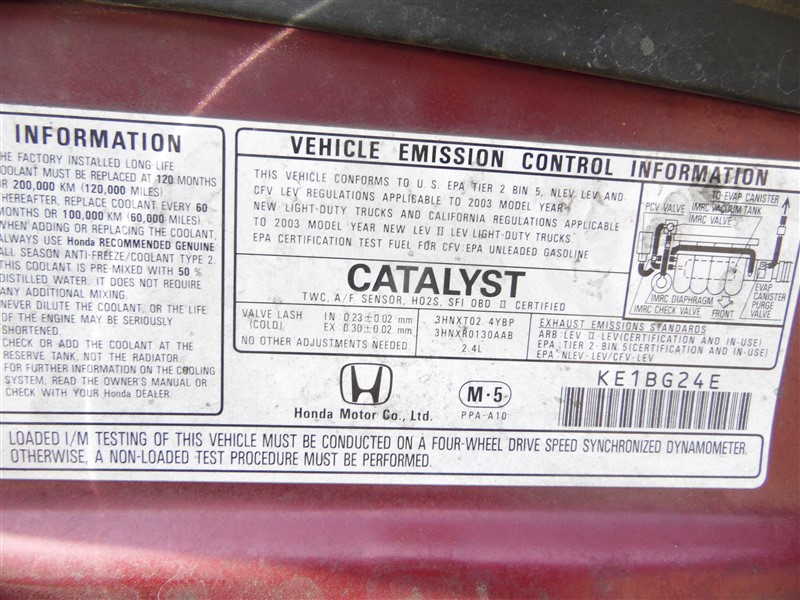 INFORMATION
HE FACTORY INSTALLED LONG LIFE
COOLANT MUST BE REPLACED AT 120 MONTHS
OR 200,000 KM (120,000 MILES).
THEREAFTER, REPLACE COOLANT EVERY 60
MONTHS OR 100,000 KM (60,000 MILES).
WHEN ADDING OR REPLACING THE COOLANT,
ALWAYS USE Honda RECOMMENDED GENUINE
ALL SEASON ANTI-FREEZE/COOLANT TYPE 2.
THIS COOLANT IS PRE-MIXED WITH 50 %
DISTILLED WATER. IT DOES NOT REQUIRE
ANY ADDITIONAL MIXING.
NEVER DILUTE THE COOLANT, OR THE LIFE
OF THE ENGINE MAY BE SERIOUSLY
SHORTENED.
CHECK OR ADD THE COOLANT AT THE
RESERVE TANK, NOT THE RADIATOR.
FOR FURTHER INFORMATION ON THE COOLING
SYSTEM, READ THE OWNER'S MANUAL OR
CHECK WITH YOUR Honda DEALER.
VEHICLE EMISSION CONTROL INFORMATION
THIS VEHICLE CONFORMS TO U.S. EPA TIER 2 BIN 5, NLEV LEV AND
CFV LEV REGULATIONS APPLICABLE TO 2003 MODEL YEAR
NEW LIGHT-DUTY TRUCKS AND CALIFORNIA REGULATIONS APPLICABLE
TO 2003 MODEL YEAR NEW LEV II LEV LIGHT-DUTY TRUCKS.
EPA CERTIFICATION TEST FUEL FOR CFV:EPA UNLEADED GASOLINE
TO EVAP CANISTER
PCV VALVE
IMRC VACUUM TANK
IMRC VALVE
IMRC DIAPHRAGM
IMRC CHECK VALVE
FRONT
EVAP
CANISTER
PURGE
VALVE
CATALYST
TWC, A/F SENSOR, HO2S, SFI OBD II CERTIFIED
VALVE LASH IN 0.23±0.02 mm
(COLD) EX 0.30±0.02 mm
NO OTHER ADJUSTMENTS NEEDED.
3HNXT02.4YBP
3HNXR0130AAB
2.4L
EXHAUST EMISSIONS STANDARDS
ARB:LEV II-LEV(CERTIFICATION AND IN-USE)
EPA:TIER 2-BIN 5(CERTIFICATION AND IN-USE)
EPA:NLEV-LEV/CFV-LEV
Honda Motor Co., Ltd.
M·5
PPA-A10
KE1BG24E
LOADED I/M TESTING OF THIS VEHICLE MUST BE CONDUCTED ON A FOUR-WHEEL DRIVE SPEED SYNCHRONIZED DYNAMOMETER.
OTHERWISE, A NON-LOADED TEST PROCEDURE MUST BE PERFORMED.